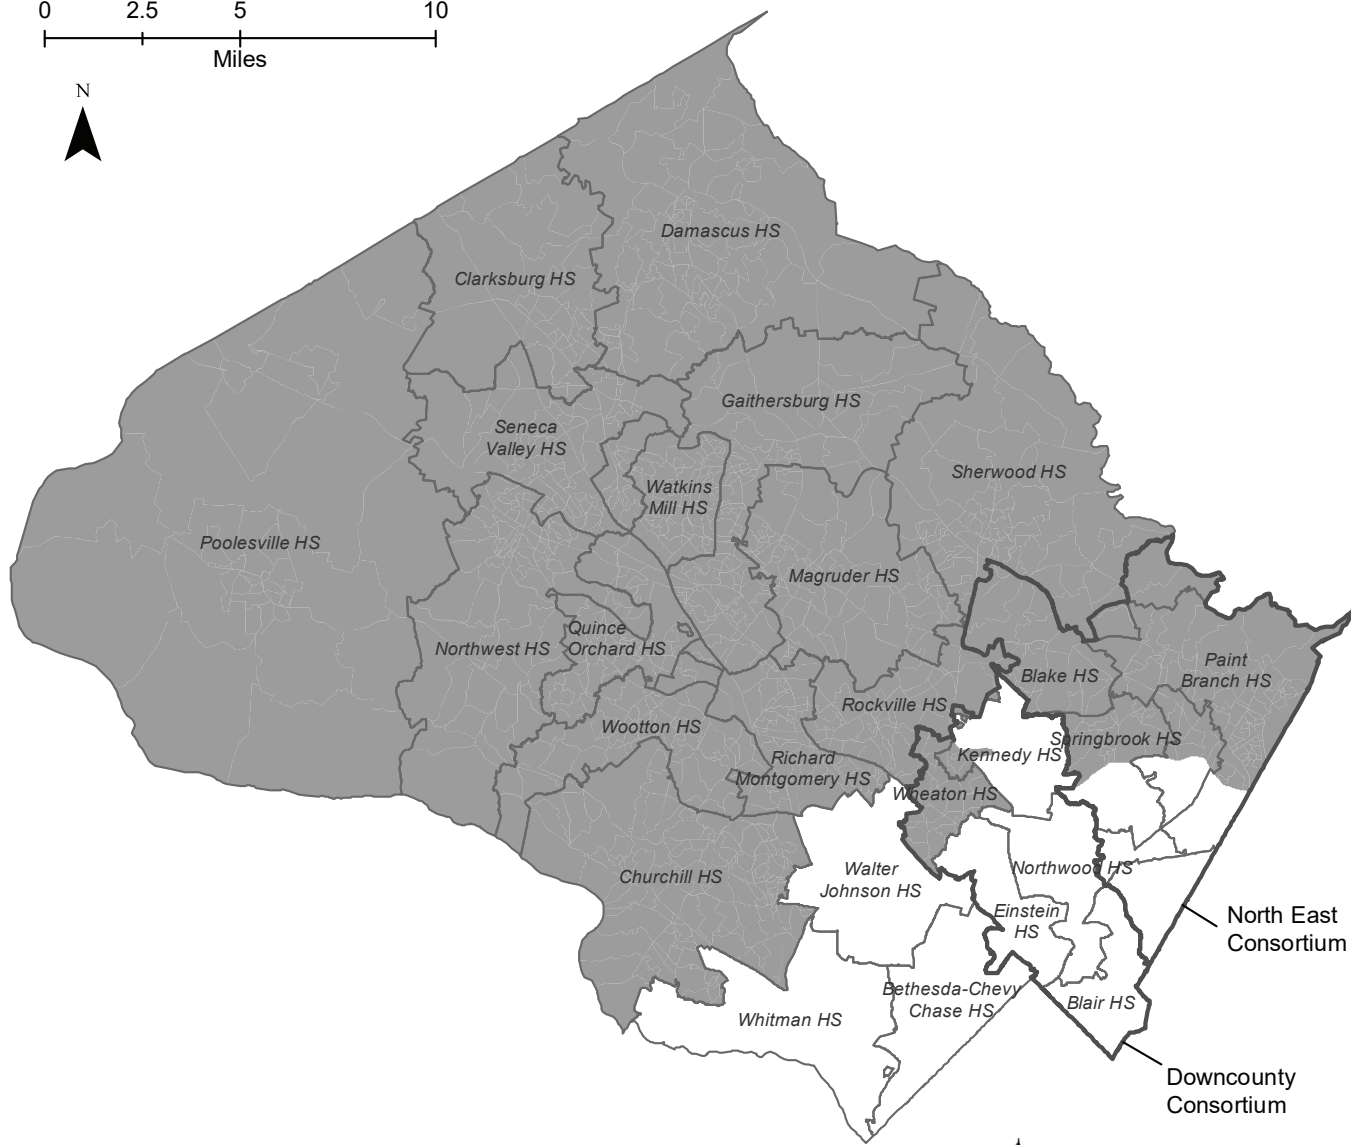 0 2.5 5 10
Miles
N
Damascus HS
Clarksburg HS
Gaithersburg HS
Seneca
Valley HS
Sherwood HS
Watkins
Mill HS
Poolesville HS
Magruder HS
Quince
Orchard HS
Northwest HS
Paint
Branch HS
Blake HS
Rockville HS
Wootton HS
Springbrook HS
Kennedy HS
Richard
Montgomery HS
Wheaton HS
Walter
Johnson HS
Northwood HS
Churchill HS
Einstein
HS
North East
Consortium
Bethesda-Chevy
Chase HS
Blair HS
Whitman HS
Downcounty
Consortium